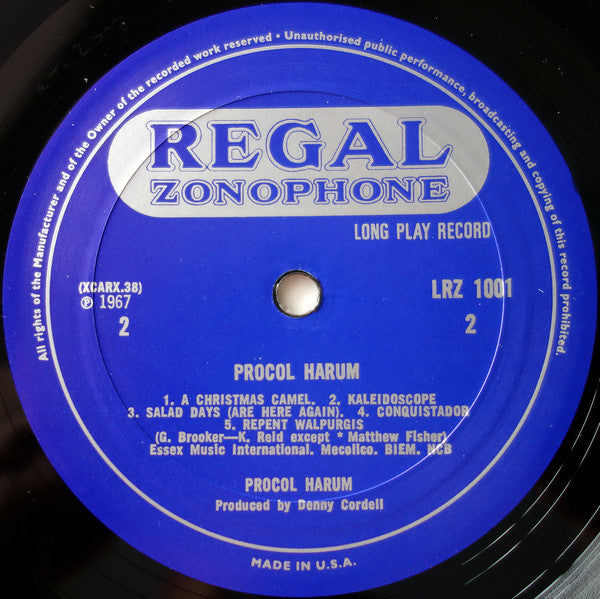 All rights of the Manufacturer and of the Owner of the recorded work reserved • Unauthorised public performance, broadcasting and copying of this record prohibited.
REGAL
ZONOPHONE
LONG PLAY RECORD
(XCARX.38)
℗ 1967
2
LRZ 1001
2
PROCOL HARUM
1. A CHRISTMAS CAMEL. 2. KALEIDOSCOPE
3. SALAD DAYS (ARE HERE AGAIN). 4. CONQUISTADOR
5. REPENT WALPURGIS
(G. Brooker—K. Reid except * Matthew Fisher)
Essex Music International. Mecolico. BIEM. NCB
PROCOL HARUM
Produced by Denny Cordell
MADE IN U.S.A.